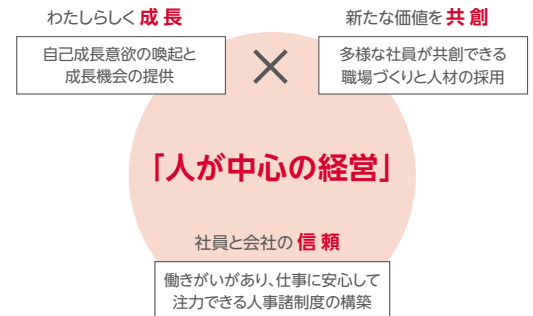 わたしらしく 成長
自己成長意欲の喚起と
成長機会の提供
×
新たな価値を 共創
多様な社員が共創できる
職場づくりと人材の採用
「人が中心の経営」
社員と会社の 信頼
働きがいがあり、仕事に安心して
注力できる人事諸制度の構築